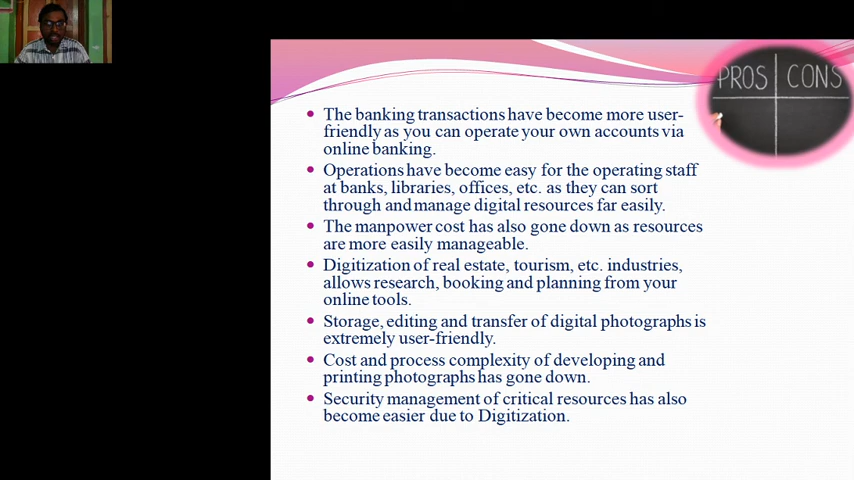 PROS CONS
The banking transactions have become more user-
friendly as you can operate your own accounts via
online banking.
Operations have become easy for the operating staff
at banks, libraries, offices, etc. as they can sort
through and manage digital resources far easily.
The manpower cost has also gone down as resources
are more easily manageable.
Digitization of real estate, tourism, etc. industries,
allows research, booking and planning from your
online tools.
Storage, editing and transfer of digital photographs is
extremely user-friendly.
Cost and process complexity of developing and
printing photographs has gone down.
Security management of critical resources has also
become easier due to Digitization.